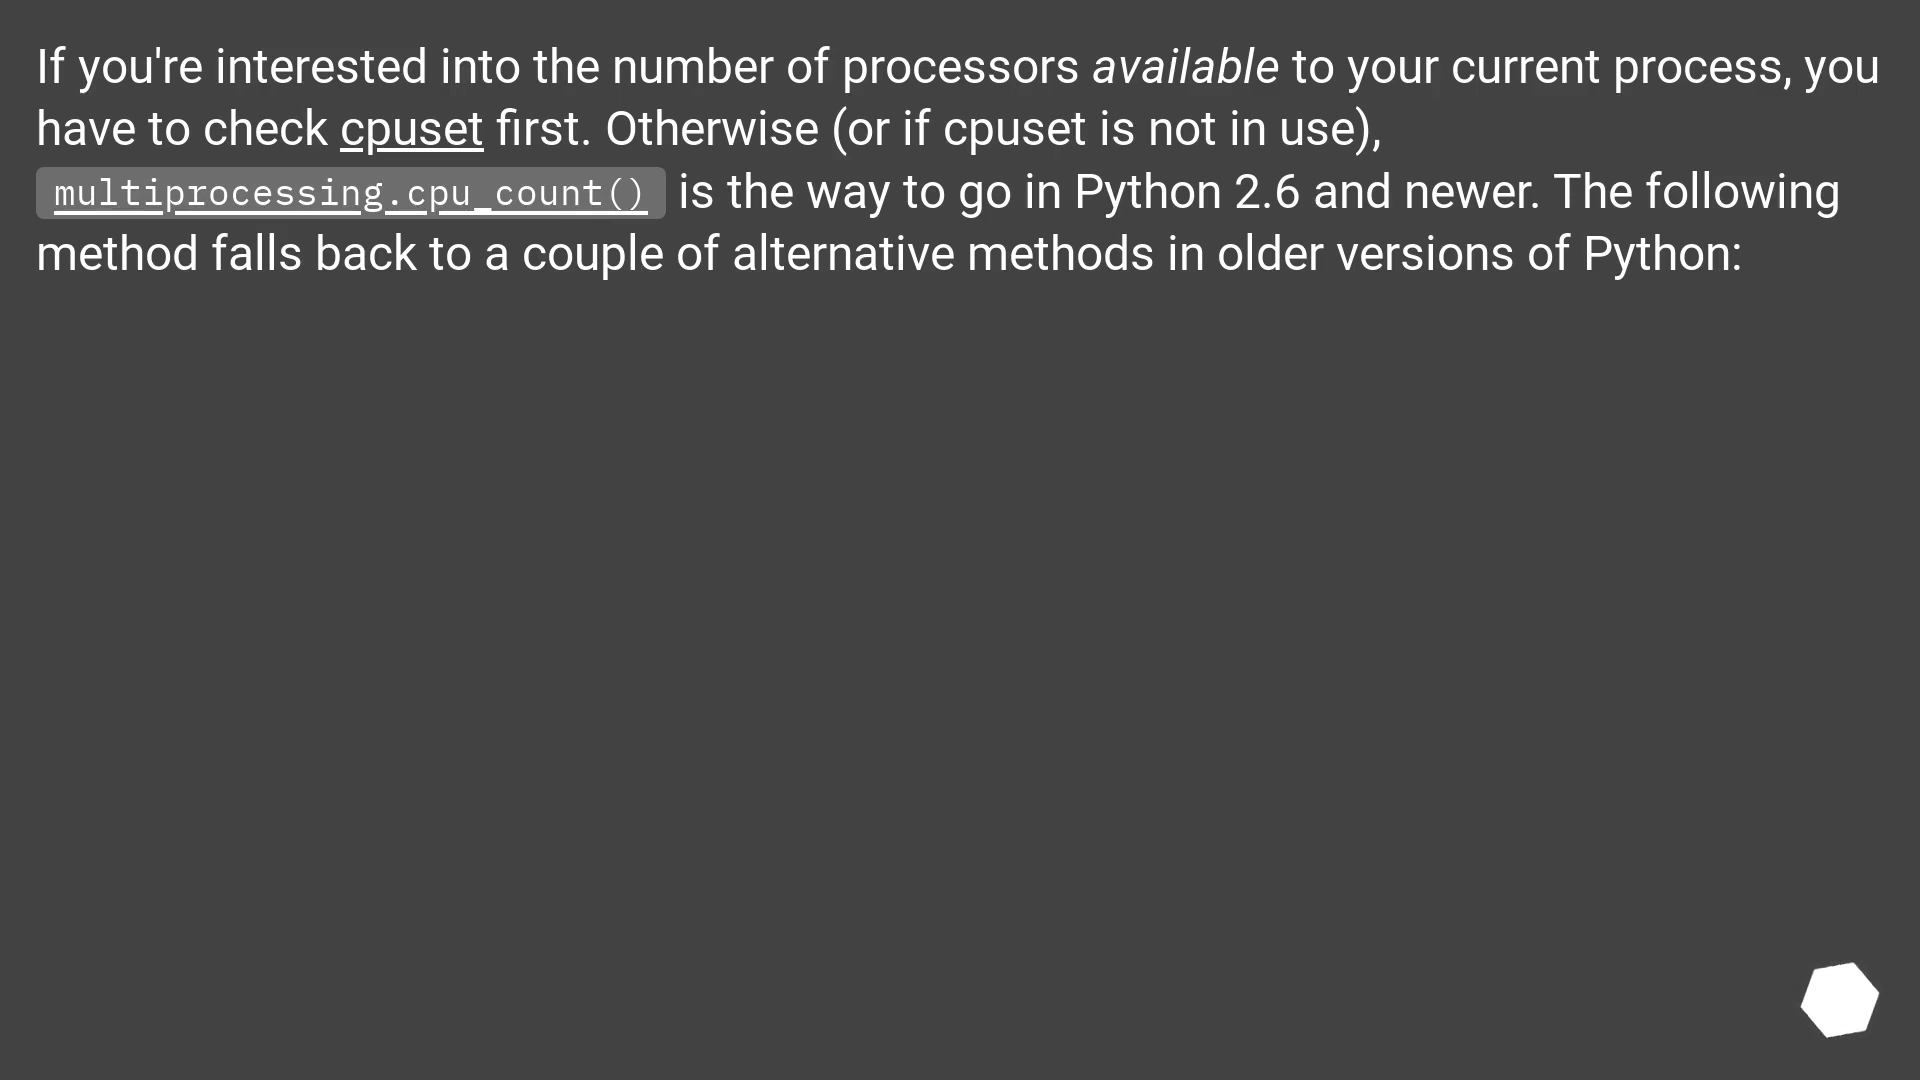 If you're interested into the number of processors available to your current process, you
have to check cpuset first. Otherwise (or if cpuset is not in use),
multiprocessing.cpu_count() is the way to go in Python 2.6 and newer. The following
method falls back to a couple of alternative methods in older versions of Python: